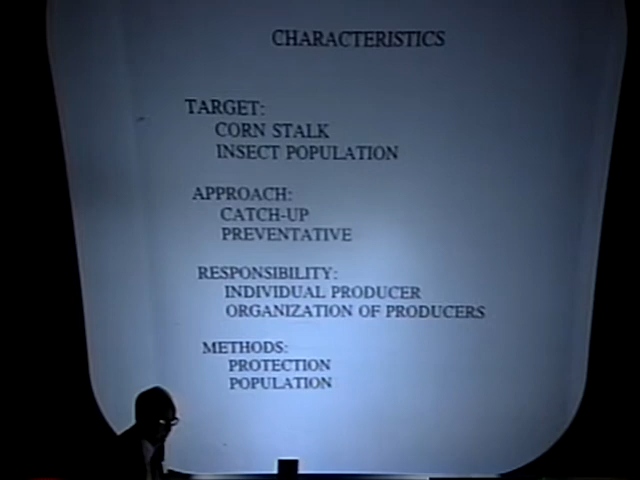 CHARACTERISTICS
TARGET:
CORN STALK
INSECT POPULATION
APPROACH:
CATCH-UP
PREVENTATIVE
RESPONSIBILITY:
INDIVIDUAL PRODUCER
ORGANIZATION OF PRODUCERS
METHODS:
PROTECTION
POPULATION